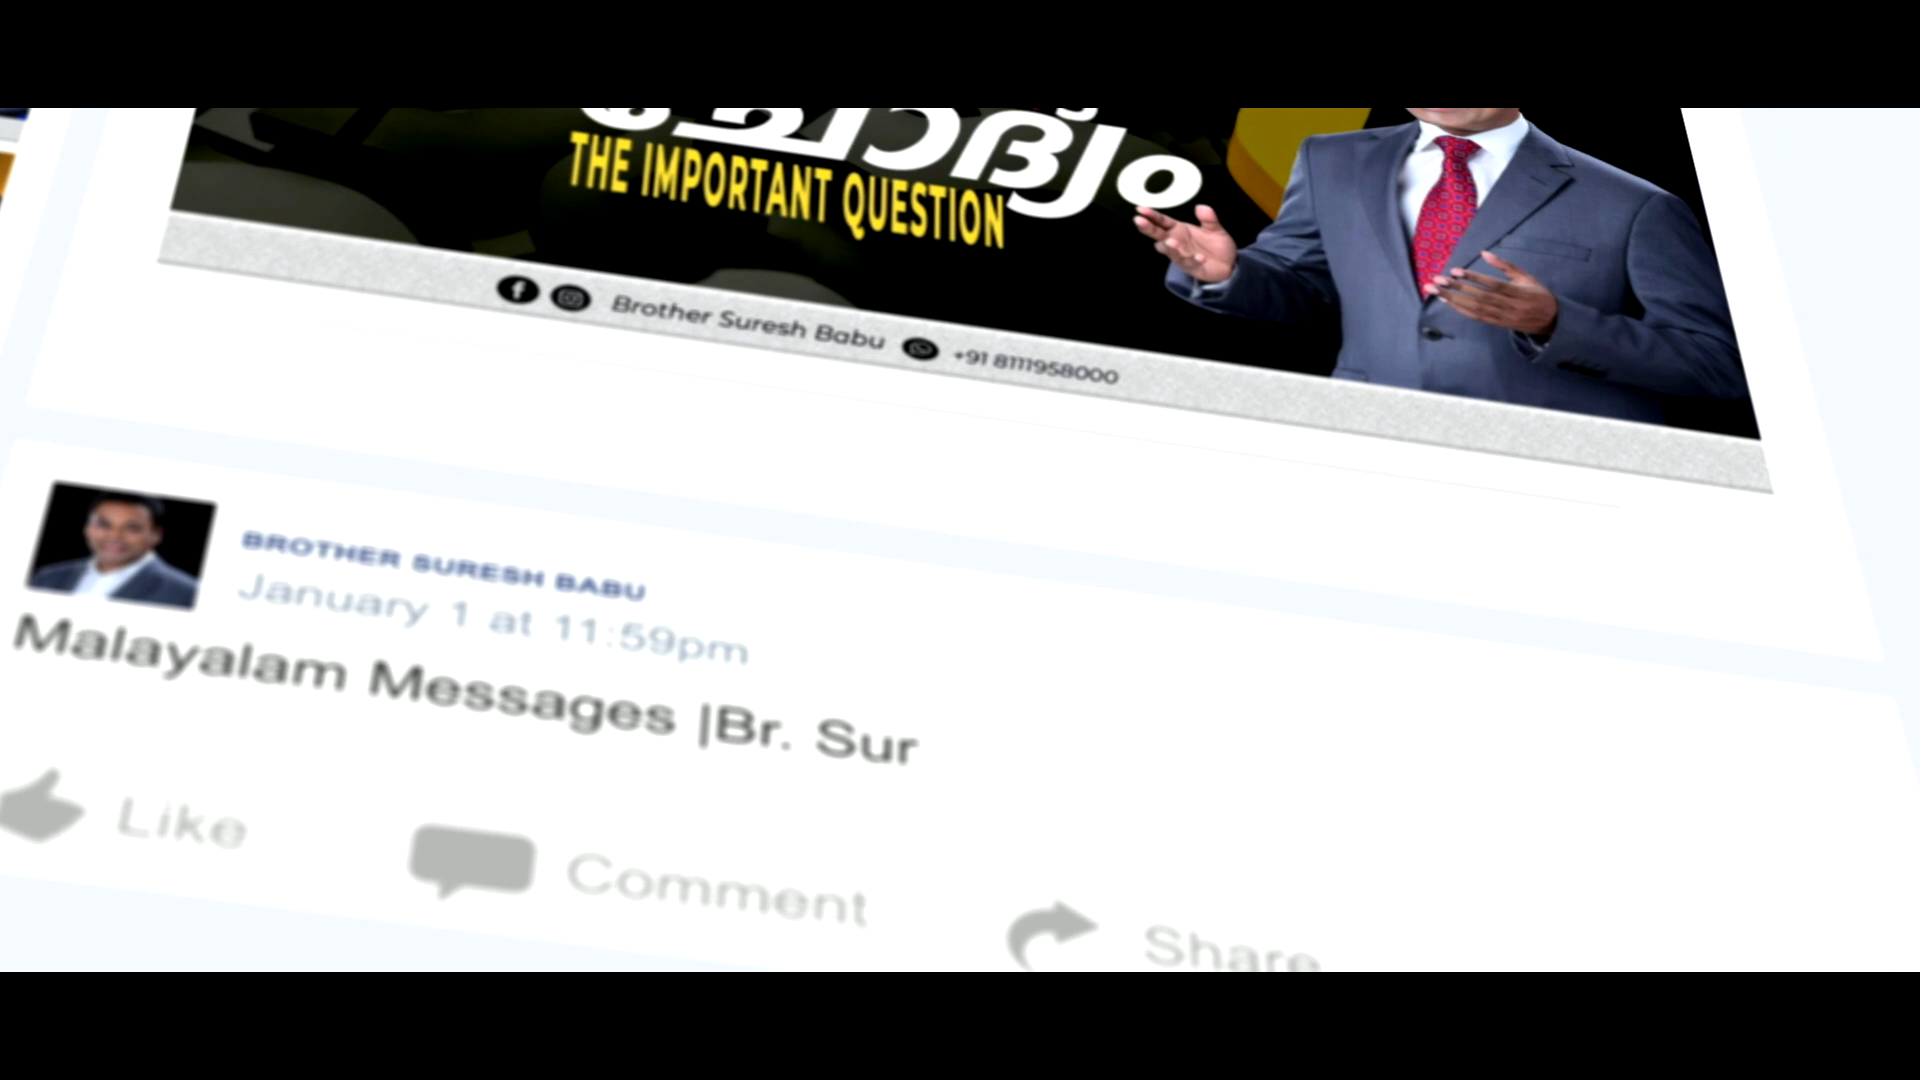 ചോദ്യം
THE IMPORTANT QUESTION
Brother Suresh Babu +91 8111958000
BROTHER SURESH BABU
January 1 at 11:59pm
Malayalam Messages |Br. Sur
Like Comment Share